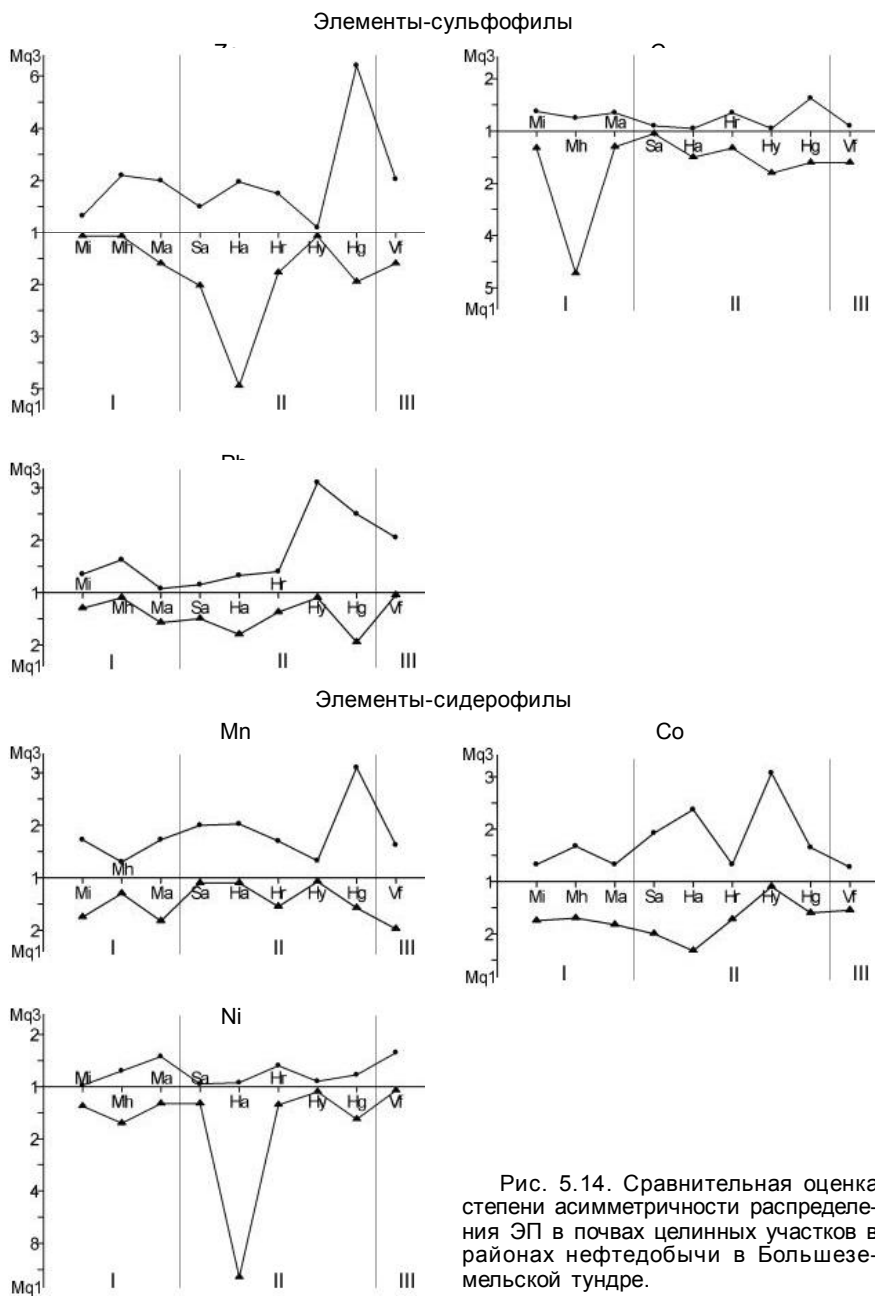 Элементы-сульфофилы
Mq3
6
4
2
1
Mi Mh Ma Sa Ha Hr Hy Hg Vf
2
3
5
Mq1
I II III
Mq3
2
1
Mi Mh Ma Sa Ha Hr Hy Hg Vf
2
4
5
Mq1
I II III
Mq3
3
2
1
Mi Mh Ma Sa Ha Hr Hy Hg Vf
2
Mq1
I II III
Элементы-сидерофилы
Mn
Mq3
3
2
1
Mi Mh Ma Sa Ha Hr Hy Hg Vf
2
Mq1
I II III
Co
Mq3
3
2
1
Mi Mh Ma Sa Ha Hr Hy Hg Vf
2
Mq1
I II III
Ni
Mq3
2
1
Mi Mh Ma Sa Ha Hr Hy Hg Vf
2
4
8
Mq1
I II III
Рис. 5.14. Сравнительная оценка
степени асимметричности распределе-
ния ЭП в почвах целинных участков в
районах нефтедобычи в Большезе-
мельской тундре.